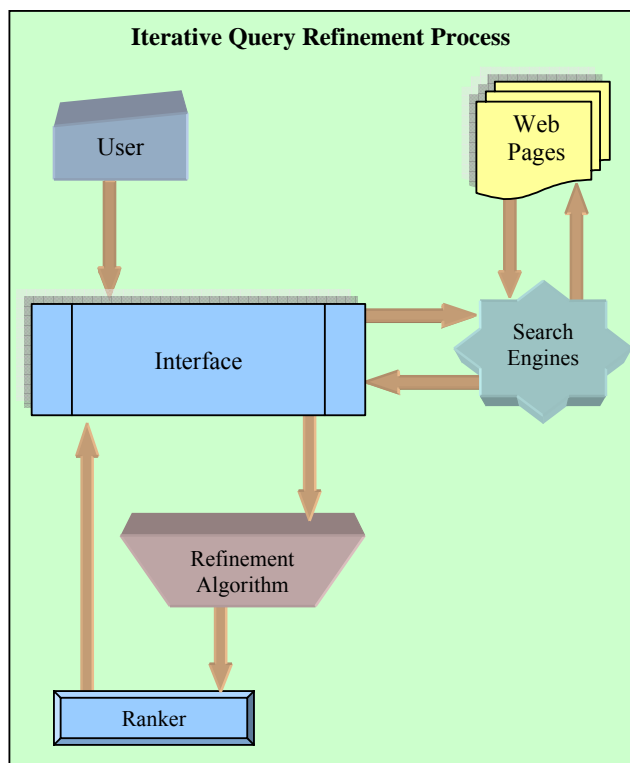 Iterative Query Refinement Process
User
Web
Pages
Interface
Search
Engines
Refinement
Algorithm
Ranker